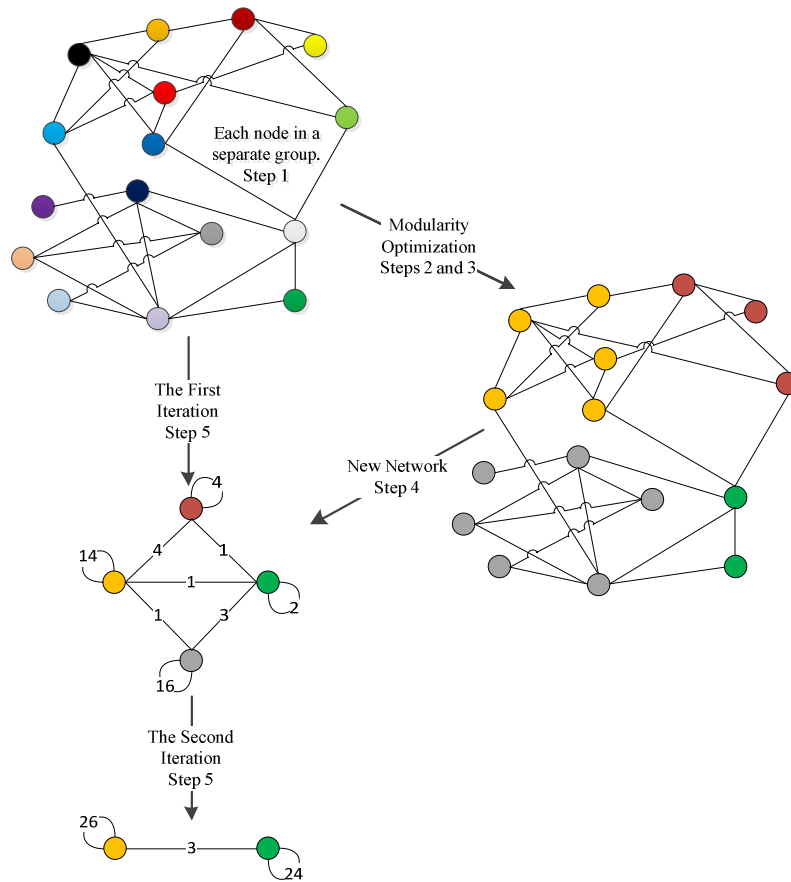 Each node in a
separate group.
Step 1
Modularity
Optimization
Steps 2 and 3
The First
Iteration
Step 5
New Network
Step 4
4
14
4
1
1
2
1
3
16
The Second
Iteration
Step 5
26
3
24